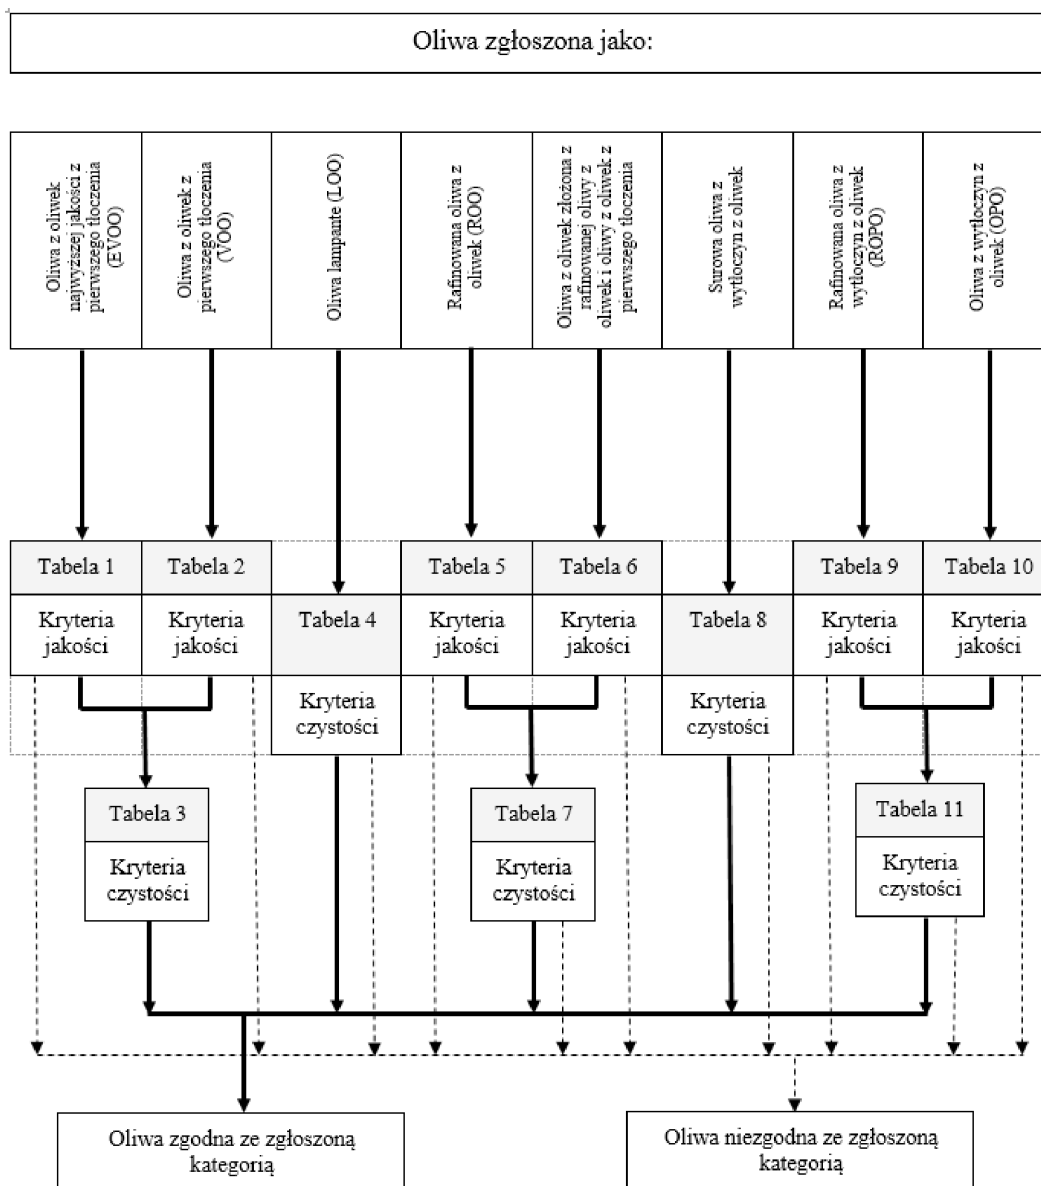 Oliwa zgłoszona jako:
Oliwa z oliwek
najwyższej jakości z
pierwszego tłoczenia
(EVOO)
Oliwa z oliwek z
pierwszego tłoczenia
(VOO)
Oliwa lampante (LOO)
Rafinowana oliwa z
oliwek (ROO)
Oliwa z oliwek złożona z
rafinowanej oliwy z
oliwek i oliwy z oliwek z
pierwszego tłoczenia
Surowa oliwa z
wytłoczyn z oliwek
Rafinowana oliwa z
wytłoczyn z oliwek
(ROPO)
Oliwa z wytłoczyn z
oliwek (OPO)
Tabela 1
Kryteria
jakości
Tabela 2
Kryteria
jakości
Tabela 4
Kryteria
czystości
Tabela 5
Kryteria
jakości
Tabela 6
Kryteria
jakości
Tabela 8
Kryteria
czystości
Tabela 9
Kryteria
jakości
Tabela 10
Kryteria
jakości
Tabela 3
Kryteria
czystości
Tabela 7
Kryteria
czystości
Tabela 11
Kryteria
czystości
Oliwa zgodna ze zgłoszoną
kategorią
Oliwa niezgodna ze zgłoszoną
kategorią